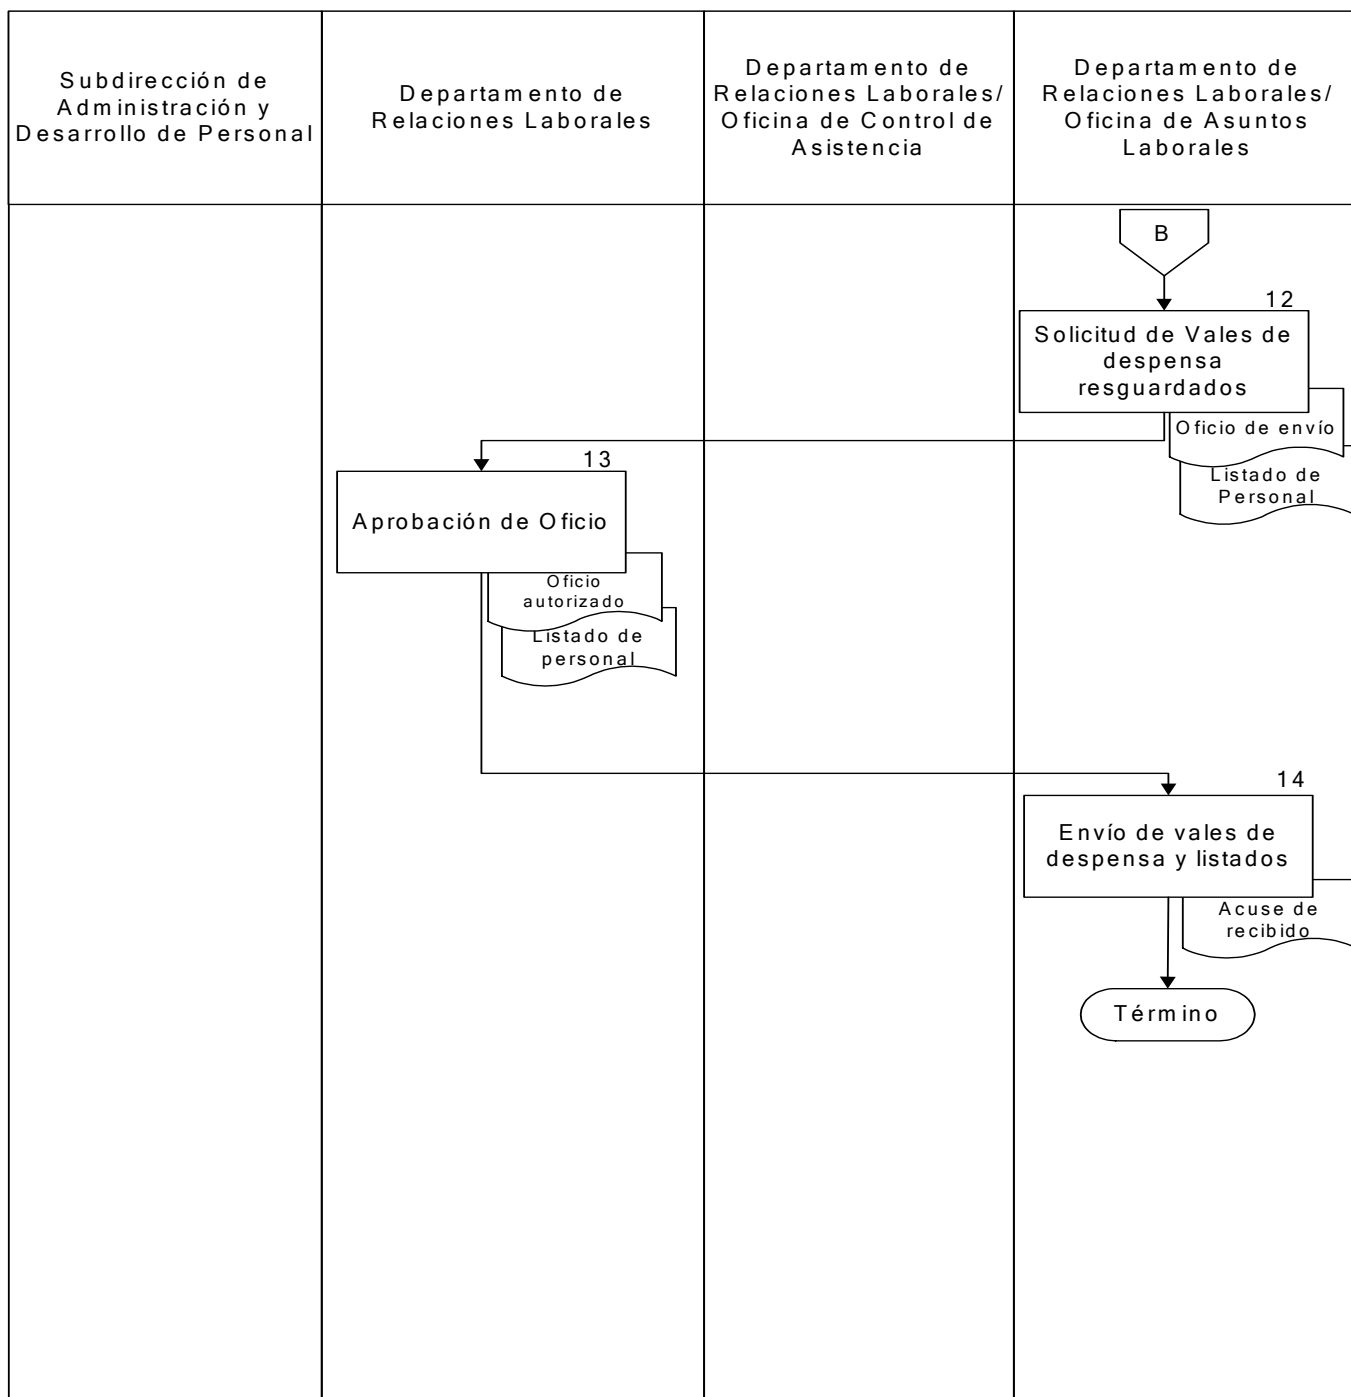 Subdirección de
Administración y
Desarrollo de Personal
Departamento de
Relaciones Laborales
Departamento de
Relaciones Laborales/
Oficina de Control de
Asistencia
Departamento de
Relaciones Laborales/
Oficina de Asuntos
Laborales
B
12
Solicitud de Vales de
despensa
resguardados
Oficio de envío
Listado de
Personal
13
Aprobación de Oficio
Oficio
autorizado
Listado de
personal
14
Envío de vales de
despensa y listados
Acuse de
recibido
Término